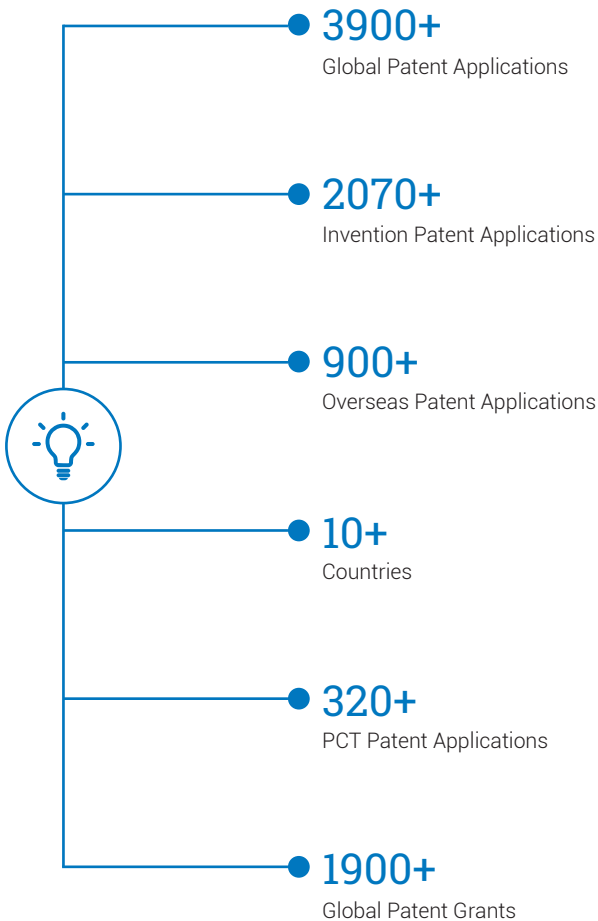 3900+
Global Patent Applications
2070+
Invention Patent Applications
900+
Overseas Patent Applications
10+
Countries
320+
PCT Patent Applications
1900+
Global Patent Grants